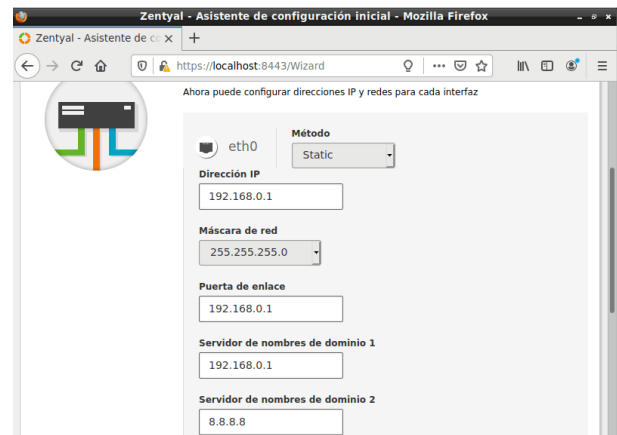 Zentyal - Asistente de configuración inicial - Mozilla Firefox
Zentyal - Asistente de co
https://localhost:8443/Wizard
Ahora puede configurar direcciones IP y redes para cada interfaz
eth0
Método
Static
Dirección IP
192.168.0.1
Máscara de red
255.255.255.0
Puerta de enlace
192.168.0.1
Servidor de nombres de dominio 1
192.168.0.1
Servidor de nombres de dominio 2
8.8.8.8